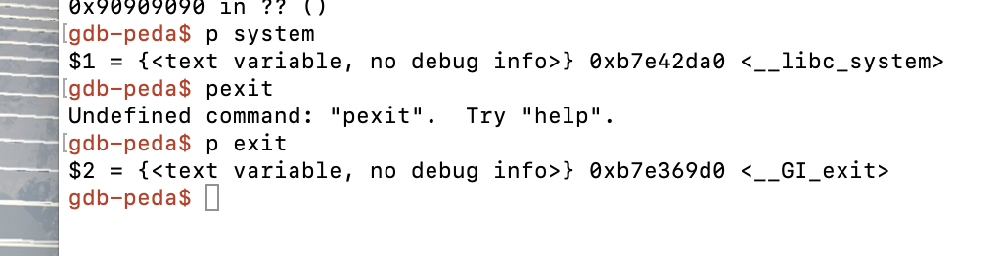 0x90909090 in ?? ()
[gdb-peda$ p system
$1 = {<text variable, no debug info>} 0xb7e42da0 <__libc_system>
[gdb-peda$ pexit
Undefined command: "pexit".  Try "help".
[gdb-peda$ p exit
$2 = {<text variable, no debug info>} 0xb7e369d0 <__GI_exit>
gdb-peda$